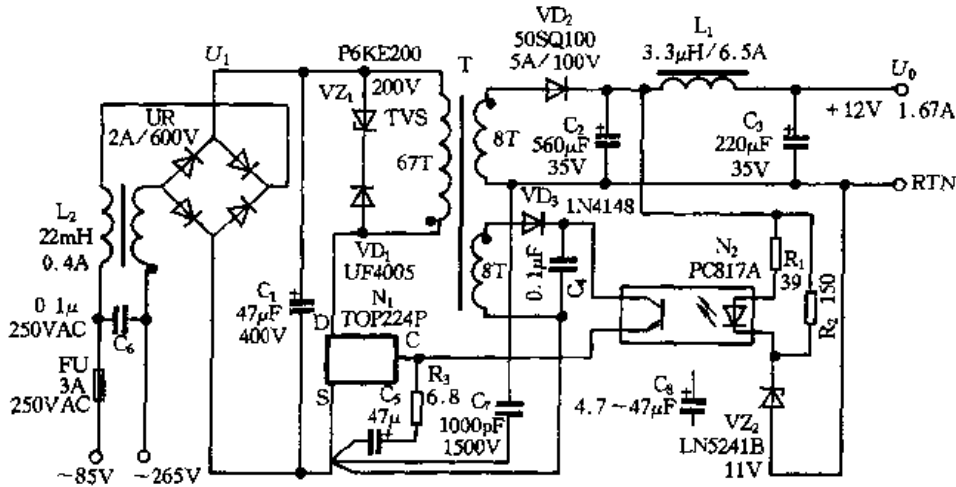 VD₂
50SQ100
5A/100V
L₁
3.3μH/6.5A
U₁
P6KE200
200V
T
U₀
+12V
1.67A
VZ₁
TVS
UR
2A/600V
67T
8T
C₂
560μF
35V
C₃
220μF
35V
RTN
VD₃
1N4148
L₂
22mH
0.4A
8T
0.1μF
C₄
N₂
PC817A
R₁
39
R₂ 150
VD₁
UF4005
N₁
TOP224P
C₁
47μF
400V
D
C
S
0 1μ
250VAC
C₆
FU
3A
250VAC
R₃
6.8
C₅
47μ
C₇
1000pF
1500V
C₈
4.7~47μF
VZ₂
LN5241B
11V
~85V
~265V